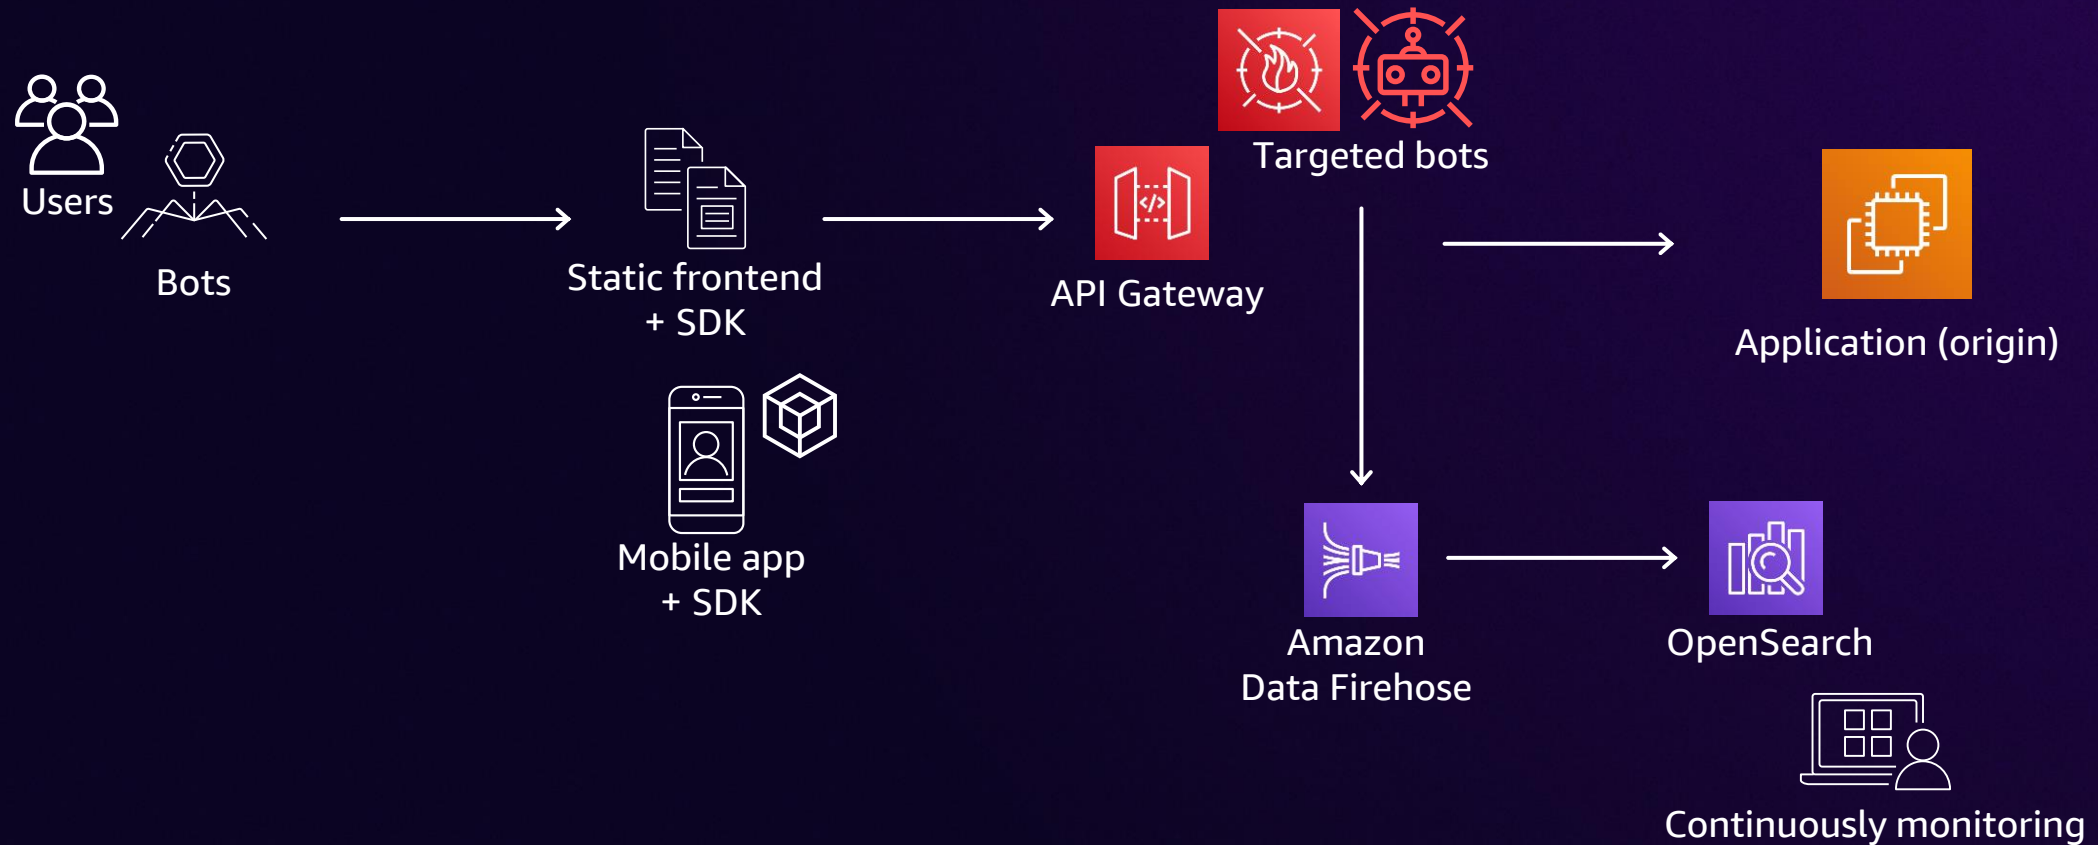 Users
Bots
Static frontend
+ SDK
Mobile app
+ SDK
</>
API Gateway
Targeted bots
Application (origin)
Amazon
Data Firehose
OpenSearch
Continuously monitoring